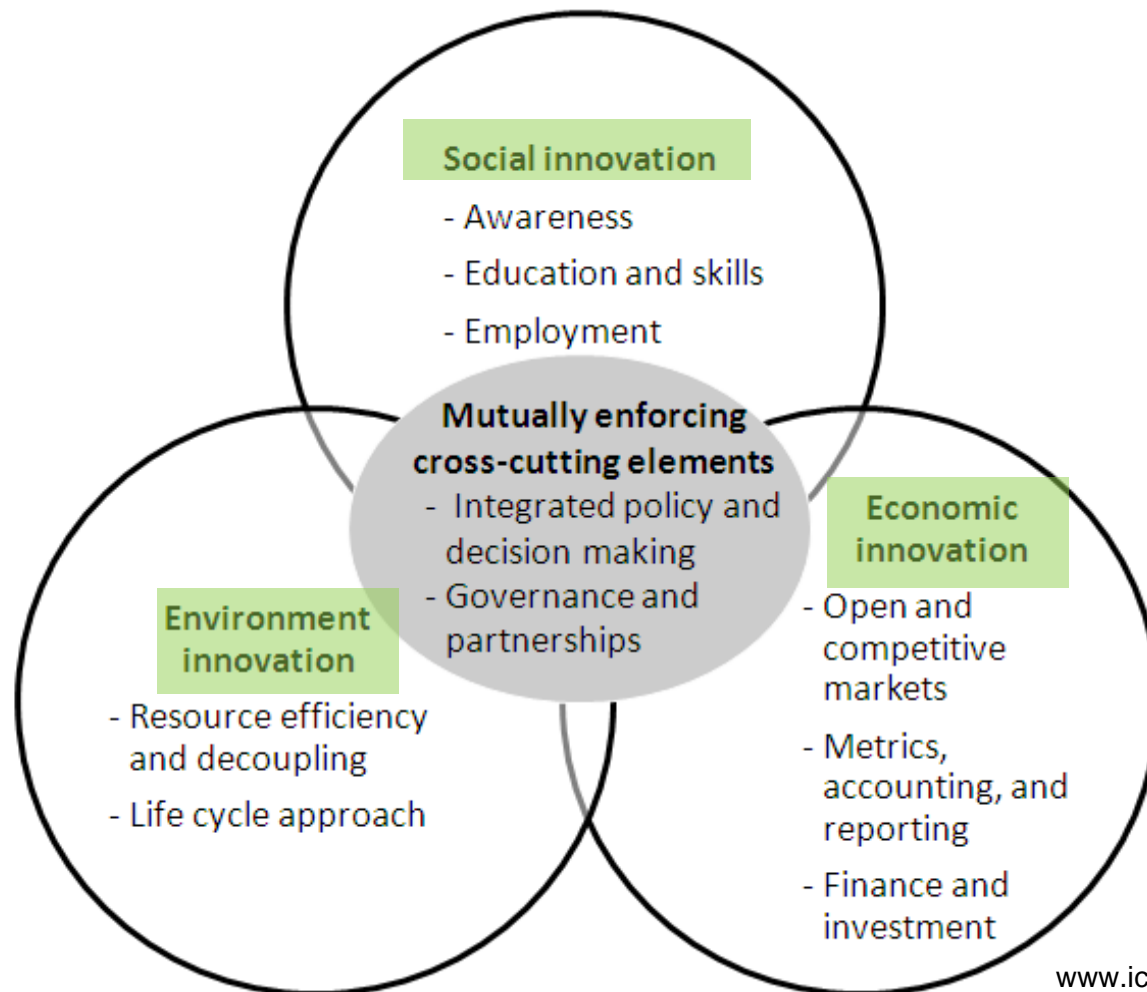 Social innovation
- Awareness
- Education and skills
- Employment
Mutually enforcing
cross-cutting elements
- Integrated policy and
decision making
- Governance and
partnerships
Environment
innovation
- Resource efficiency
and decoupling
- Life cycle approach
Economic
innovation
- Open and
competitive
markets
- Metrics,
accounting, and
reporting
- Finance and
investment
www.ic